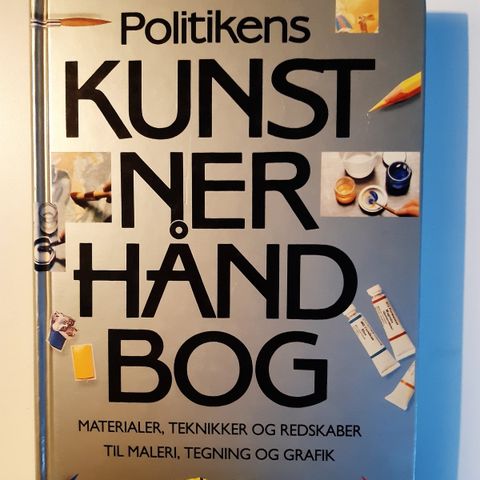 Politikens
KUNST
NER
HÅND
BOG
MATERIALER, TEKNIKKER OG REDSKABER
TIL MALERI, TEGNING OG GRAFIK